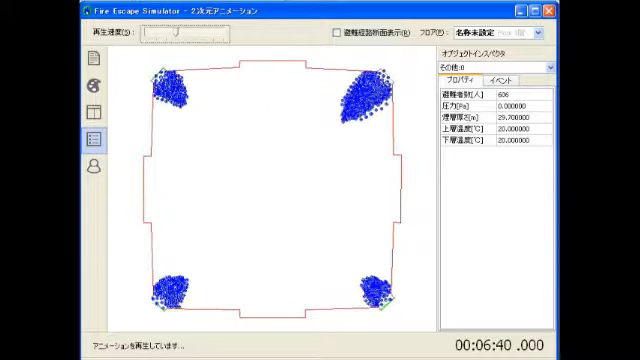 Fire Escape Simulator - 2次元アニメーション
再生速度(S):
避難経路断面表示(R)
フロア(F): 名称未設定
オブジェクトインスペクタ
その他:0
プロパティ イベント
避難者数[人] 606
圧力[Pa] 0.000000
煙層厚さ[m] 29.700000
上層温度[℃] 20.000000
下層温度[℃] 20.000000
アニメーションを再生しています...
00:06:40 .000